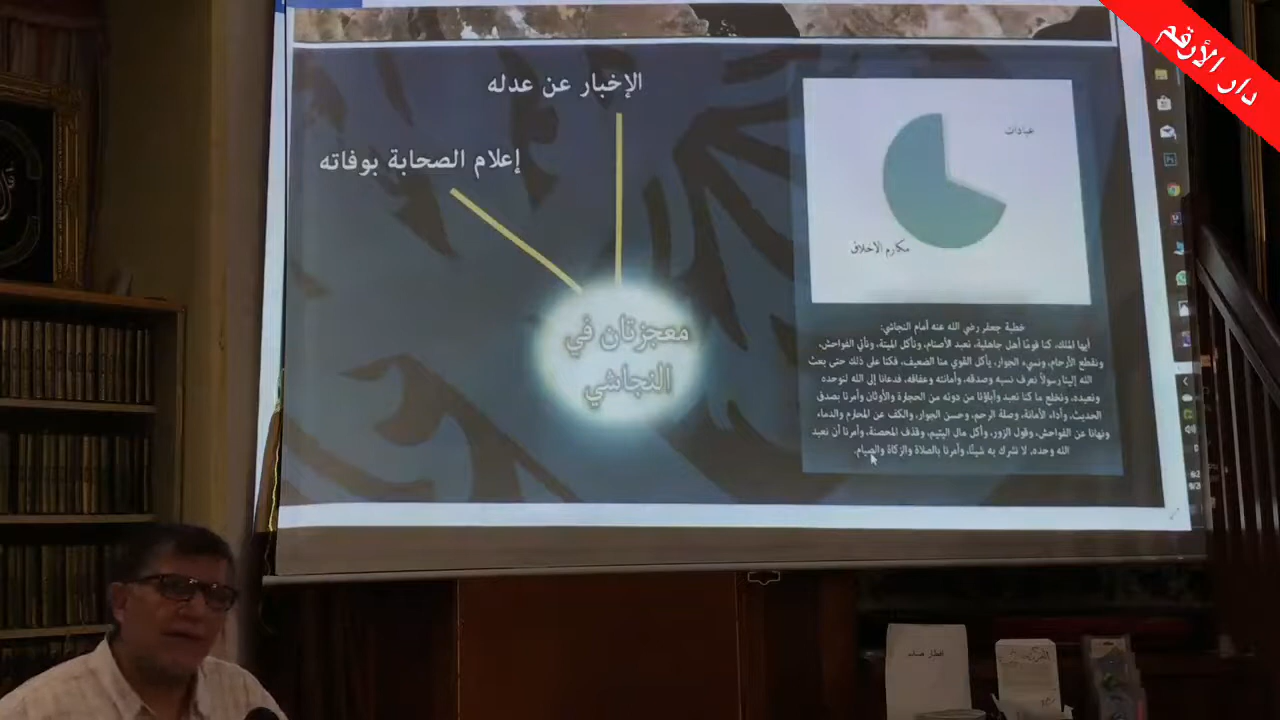 دار الأرقم
الإخبار عن عدله
إعلام الصحابة بوفاته
معجزتان في
النجاشي
عبادات
مكارم الاخلاق
خطبة جعفر رضي الله عنه أمام النجاشي:
أيها الملك، كنا قومًا أهل جاهلية، نعبد الأصنام، ونأكل الميتة، ونأتي الفواحش،
ونقطع الأرحام، ونسيء الجوار، يأكل القوي منا الضعيف، فكنا على ذلك حتى بعث
الله إلينا رسولاً نعرف نسبه وصدقه، وأمانته وعفافه، فدعانا إلى الله لنوحده
ونعبده، ونخلع ما كنا نعبد وآباؤنا من دونه من الحجارة والأوثان وأمرنا بصدق
الحديث، وأداء الأمانة، وصلة الرحم، وحسن الجوار، والكف عن المحارم والدماء
ونهانا عن الفواحش، وقول الزور، وأكل مال اليتيم، وقذف المحصنة، وأمرنا أن نعبد
الله وحده، لا نشرك به شيئًا، وأمرنا بالصلاة والزكاة والصيام.
Ps